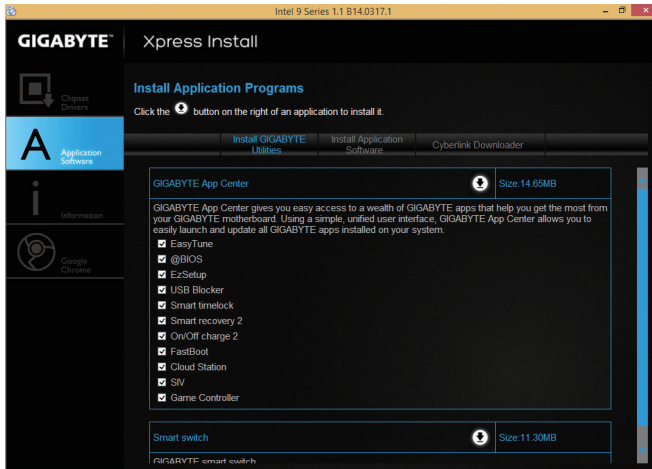 Intel 9 Series 1.1 B14.0317.1
GIGABYTE™
Xpress Install
Chipset
Drivers
Application
Software
Information
Google
Chrome
Install Application Programs
Click the button on the right of an application to install it.
Install GIGABYTE
Utilities
Install Application
Software
Cyberlink Downloader
GIGABYTE App Center
Size:14.65MB
GIGABYTE App Center gives you easy access to a wealth of GIGABYTE apps that help you get the most from
your GIGABYTE motherboard. Using a simple, unified user interface, GIGABYTE App Center allows you to
easily launch and update all GIGABYTE apps installed on your system.
EasyTune
@BIOS
EzSetup
USB Blocker
Smart timelock
Smart recovery 2
On/Off charge 2
FastBoot
Cloud Station
SIV
Game Controller
Smart switch
Size:11.30MB
GIGABYTE smart switch